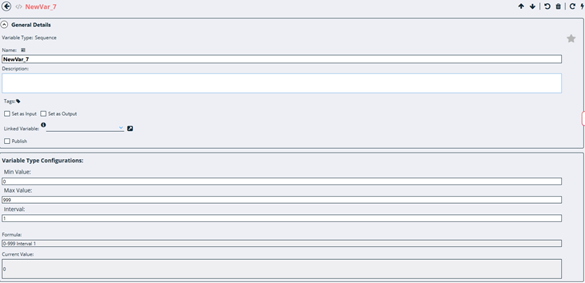 </> NewVar_7
General Details
Variable Type: Sequence
Name:
NewVar_7
Description:
Tags:
Set as Input Set as Output
Linked Variable:
Publish
Variable Type Configurations:
Min Value:
0
Max Value:
999
Interval:
1
Formula:
0-999 Interval 1
Current Value:
0